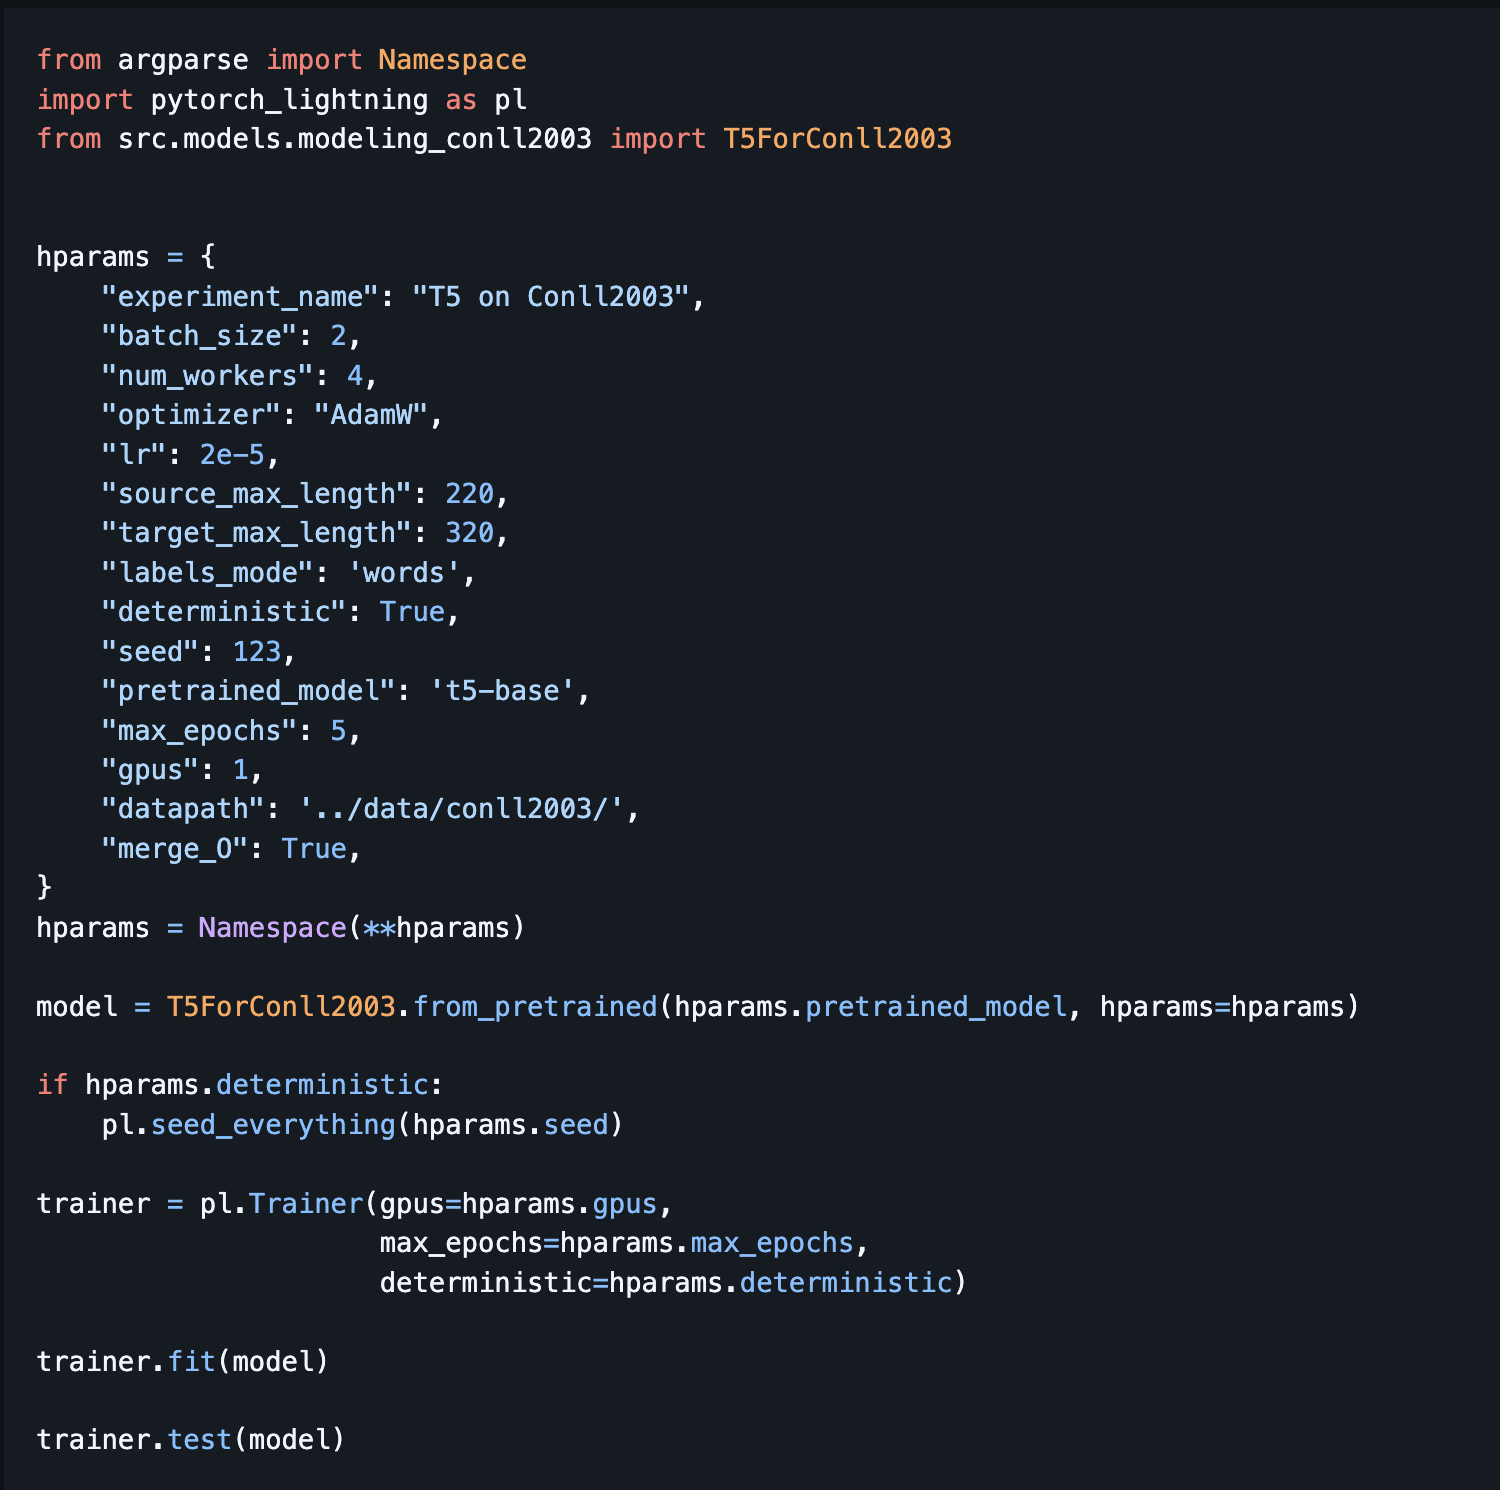 from argparse import Namespace
import pytorch_lightning as pl
from src.models.modeling_conll2003 import T5ForConll2003
hparams = {
    "experiment_name": "T5 on Conll2003",
    "batch_size": 2,
    "num_workers": 4,
    "optimizer": "AdamW",
    "lr": 2e-5,
    "source_max_length": 220,
    "target_max_length": 320,
    "labels_mode": 'words',
    "deterministic": True,
    "seed": 123,
    "pretrained_model": 't5-base',
    "max_epochs": 5,
    "gpus": 1,
    "datapath": '../data/conll2003/',
    "merge_O": True,
}
hparams = Namespace(**hparams)
model = T5ForConll2003.from_pretrained(hparams.pretrained_model, hparams=hparams)
if hparams.deterministic:
    pl.seed_everything(hparams.seed)
trainer = pl.Trainer(gpus=hparams.gpus,
                     max_epochs=hparams.max_epochs,
                     deterministic=hparams.deterministic)
trainer.fit(model)
trainer.test(model)